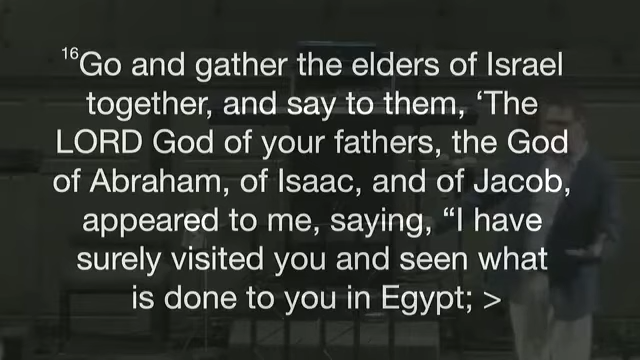 16Go and gather the elders of Israel
together, and say to them, ‘The
LORD God of your fathers, the God
of Abraham, of Isaac, and of Jacob,
appeared to me, saying, “I have
surely visited you and seen what
is done to you in Egypt; >